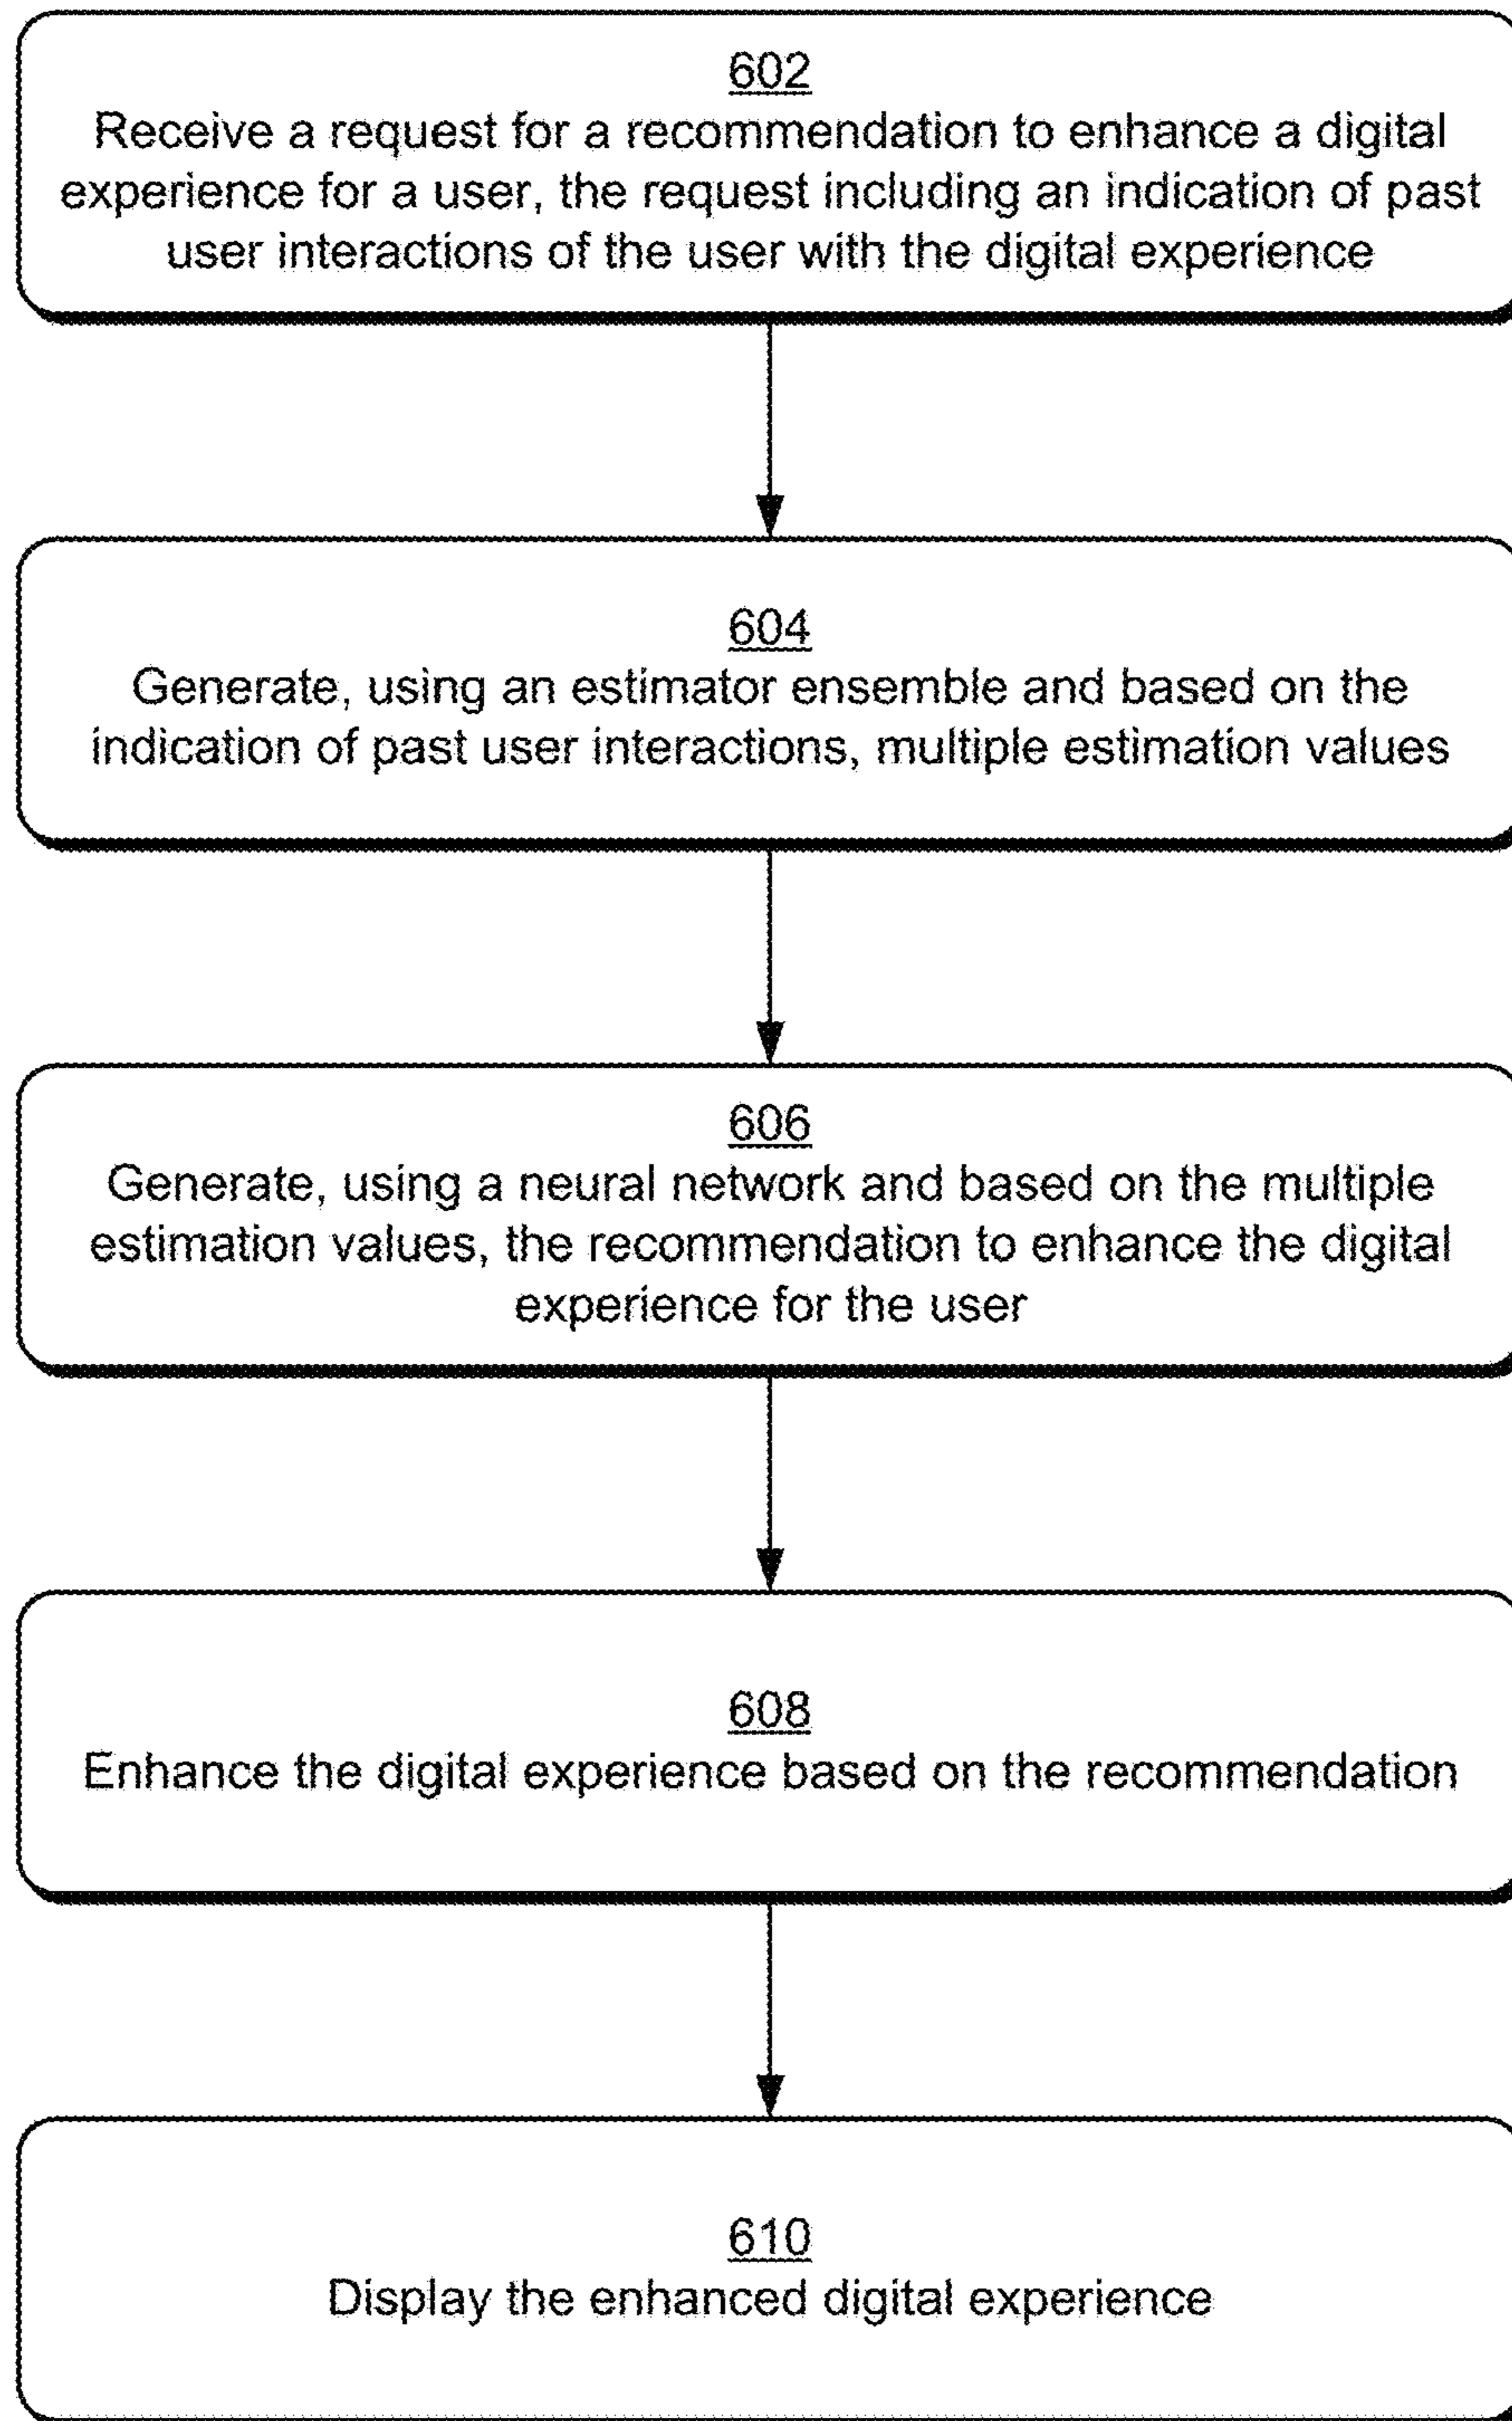 602
Receive a request for a recommendation to enhance a digital
experience for a user, the request including an indication of past
user interactions of the user with the digital experience
604
Generate, using an estimator ensemble and based on the
indication of past user interactions, multiple estimation values
606
Generate, using a neural network and based on the multiple
estimation values, the recommendation to enhance the digital
experience for the user
608
Enhance the digital experience based on the recommendation
610
Display the enhanced digital experience